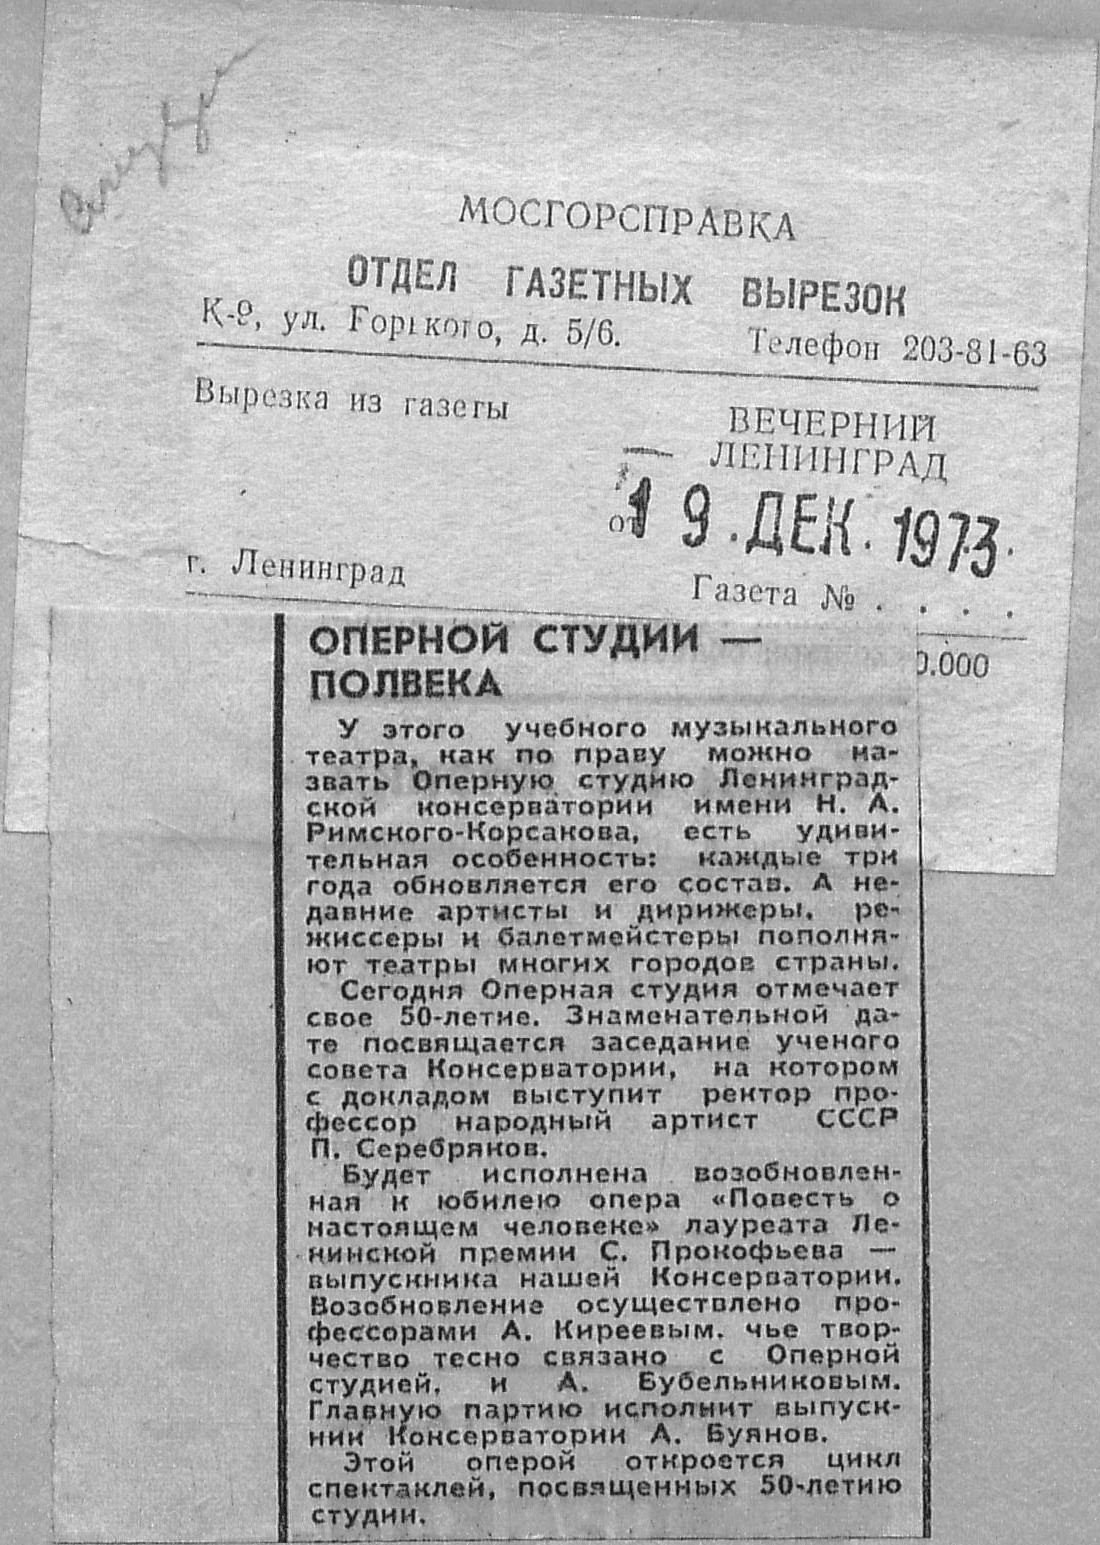 МОСГОРСПРАВКА
ОТДЕЛ ГАЗЕТНЫХ ВЫРЕЗОК
К-9, ул. Горького, д. 5/6. Телефон 203-81-63
Вырезка из газеты
ВЕЧЕРНИЙ
ЛЕНИНГРАД
от 19. ДЕК. 1973
г. Ленинград
Газета № . . . .
0.000
ОПЕРНОЙ СТУДИИ —
ПОЛВЕКА
У этого учебного музыкального
театра, как по праву можно на-
звать Оперную студию Ленинград-
ской консерватории имени Н. А.
Римского-Корсакова, есть удиви-
тельная особенность: каждые три
года обновляется его состав. А не-
давние артисты и дирижеры, ре-
жиссеры и балетмейстеры пополня-
ют театры многих городов страны.
Сегодня Оперная студия отмечает
свое 50-летие. Знаменательной да-
те посвящается заседание ученого
совета Консерватории, на котором
с докладом выступит ректор про-
фессор народный артист СССР
П. Серебряков.
Будет исполнена возобновлен-
ная к юбилею опера «Повесть о
настоящем человеке» лауреата Ле-
нинской премии С. Прокофьева —
выпускника нашей Консерватории.
Возобновление осуществлено про-
фессорами А. Киреевым, чье твор-
чество тесно связано с Оперной
студией, и А. Бубельниковым.
Главную партию исполнит выпуск-
ник Консерватории А. Буянов.
Этой оперой откроется цикл
спектаклей, посвященных 50-летию
студии.